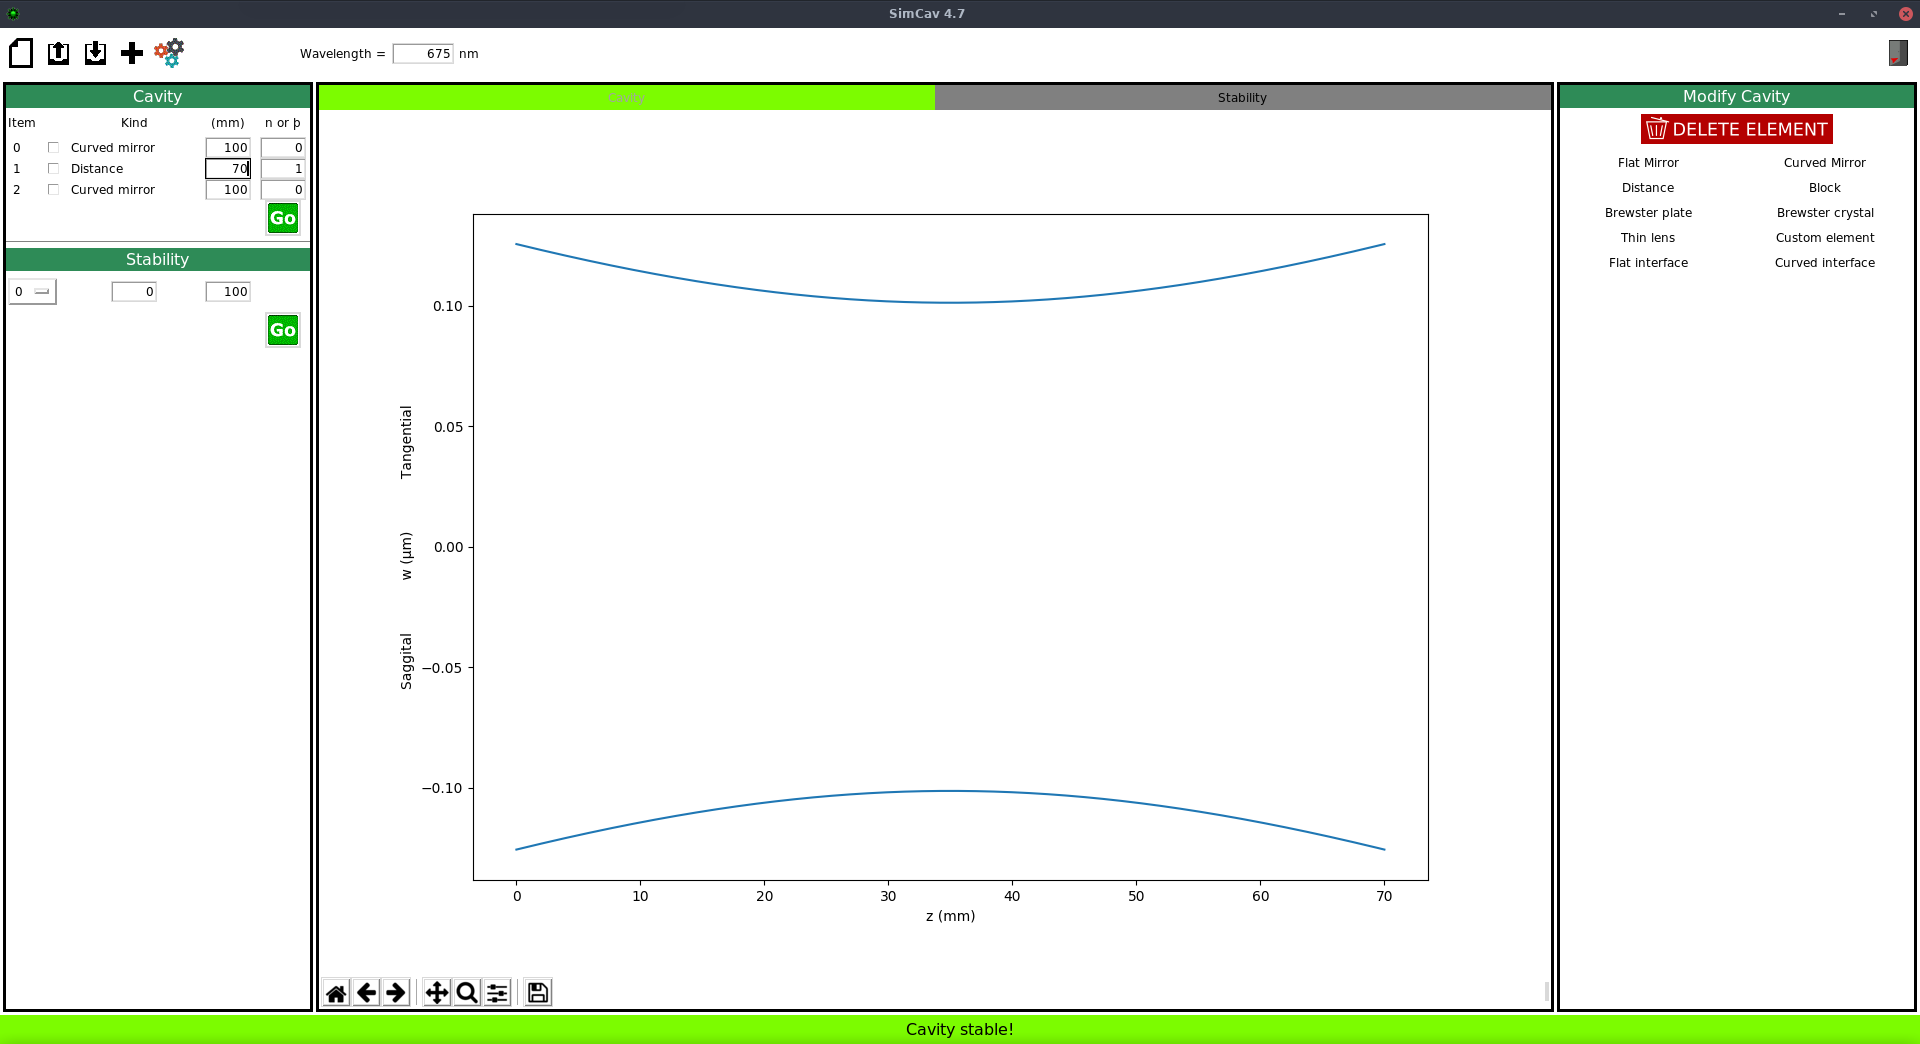 SimCav 4.7
Wavelength = 675 nm
Cavity
Item Kind (mm) n or þ
0 Curved mirror 100 0
1 Distance 70 1
2 Curved mirror 100 0
Go
Stability
0 0 100
Go
Cavity Stability
0.10
0.05
0.00
−0.05
−0.10
Tangential
w (µm)
Saggital
0 10 20 30 40 50 60 70
z (mm)
Modify Cavity
DELETE ELEMENT
Flat Mirror Curved Mirror
Distance Block
Brewster plate Brewster crystal
Thin lens Custom element
Flat interface Curved interface
Cavity stable!